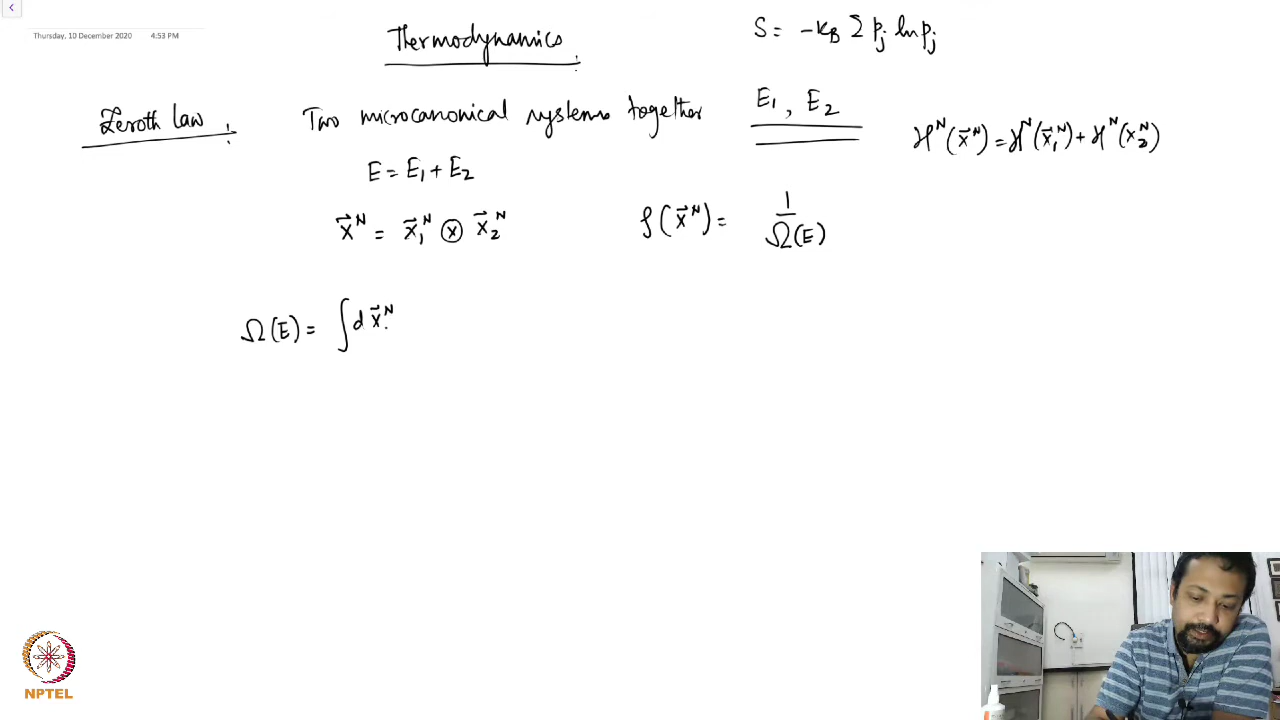 Thursday, 10 December 2020 4:53 PM
Thermodynamics
S = -k_B Σ p_j ln p_j
Zeroth law :
Two microcanonical systems together E_1, E_2
ℋ^N(x⃗^N) = ℋ^N(x⃗_1^N) + ℋ^N(x_2^N)
E = E_1 + E_2
x⃗^N = x⃗_1^N ⊗ x⃗_2^N
ρ(x⃗^N) = 1/Ω(E)
Ω(E) = ∫ d x⃗^N
NPTEL